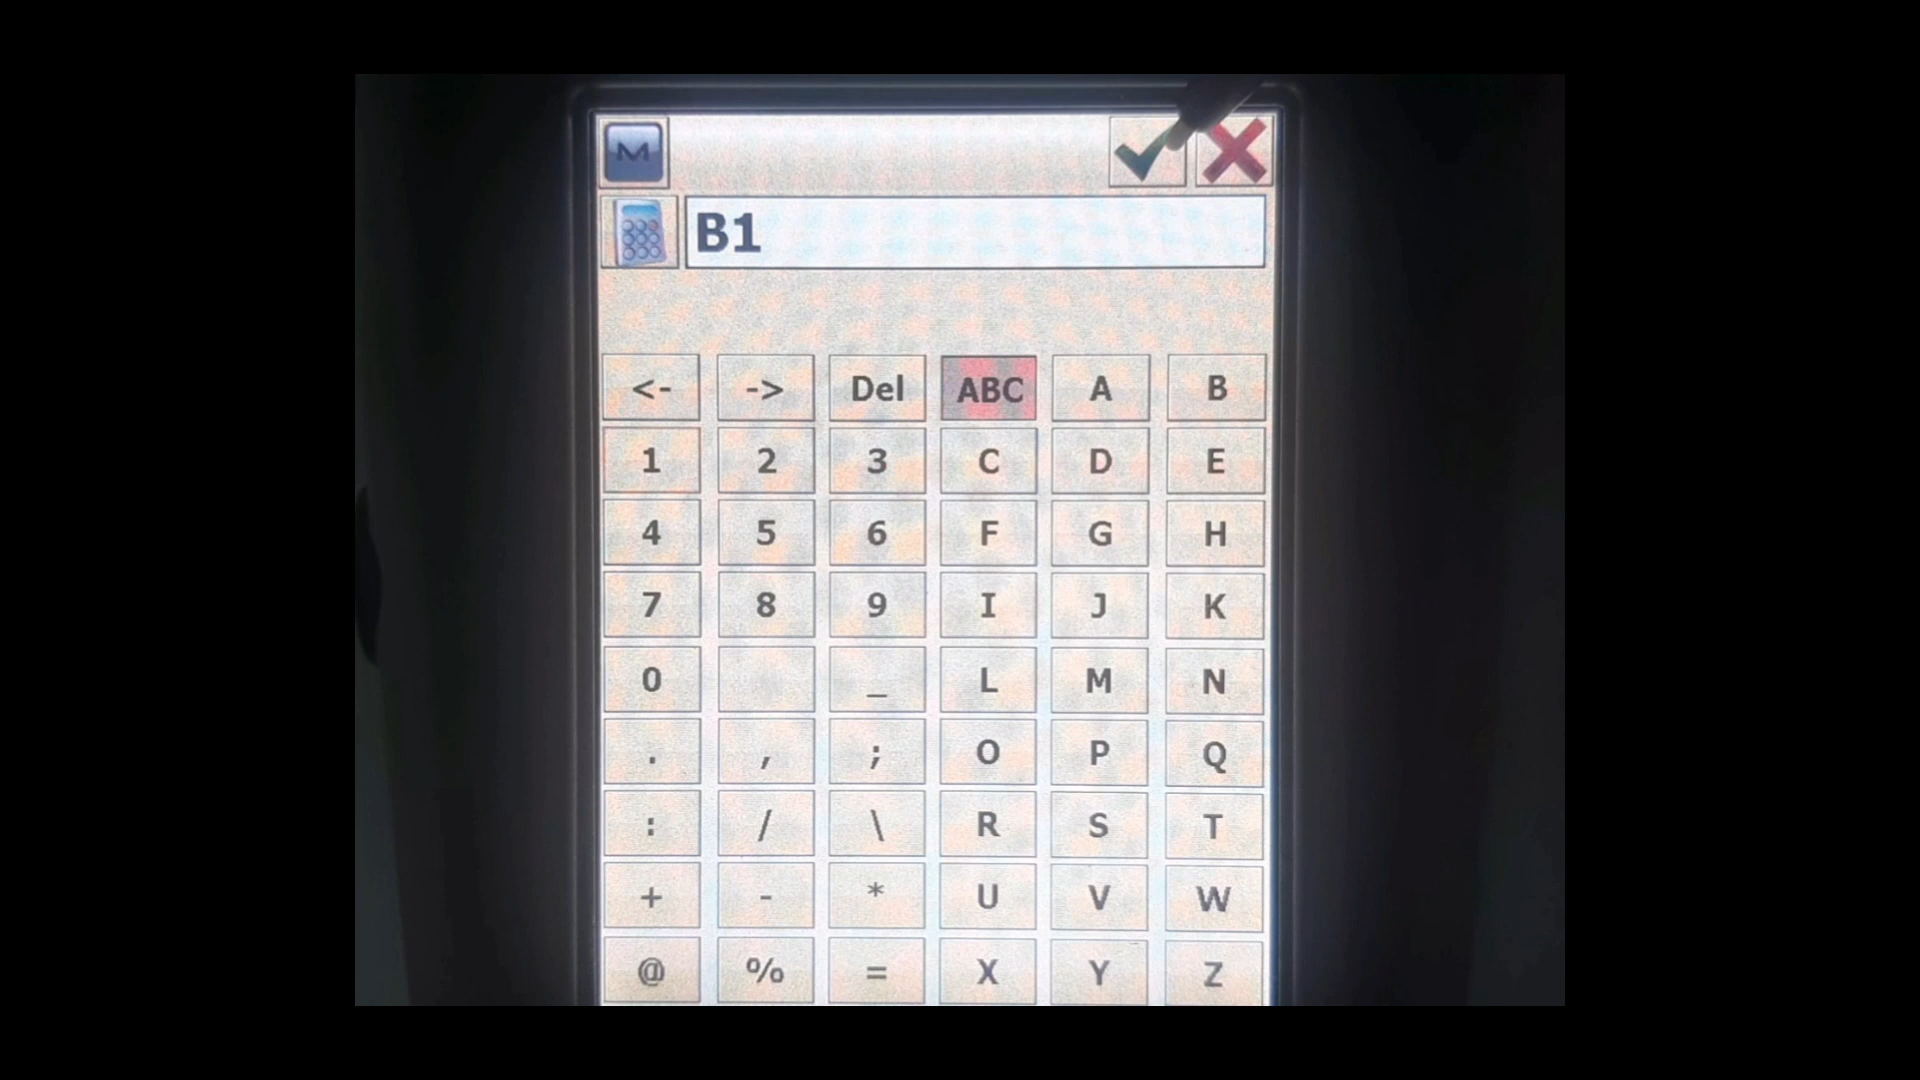 M
B1
<- -> Del ABC A B
1 2 3 C D E
4 5 6 F G H
7 8 9 I J K
0 _ L M N
. , ; O P Q
: / \ R S T
+ - * U V W
@ % = X Y Z